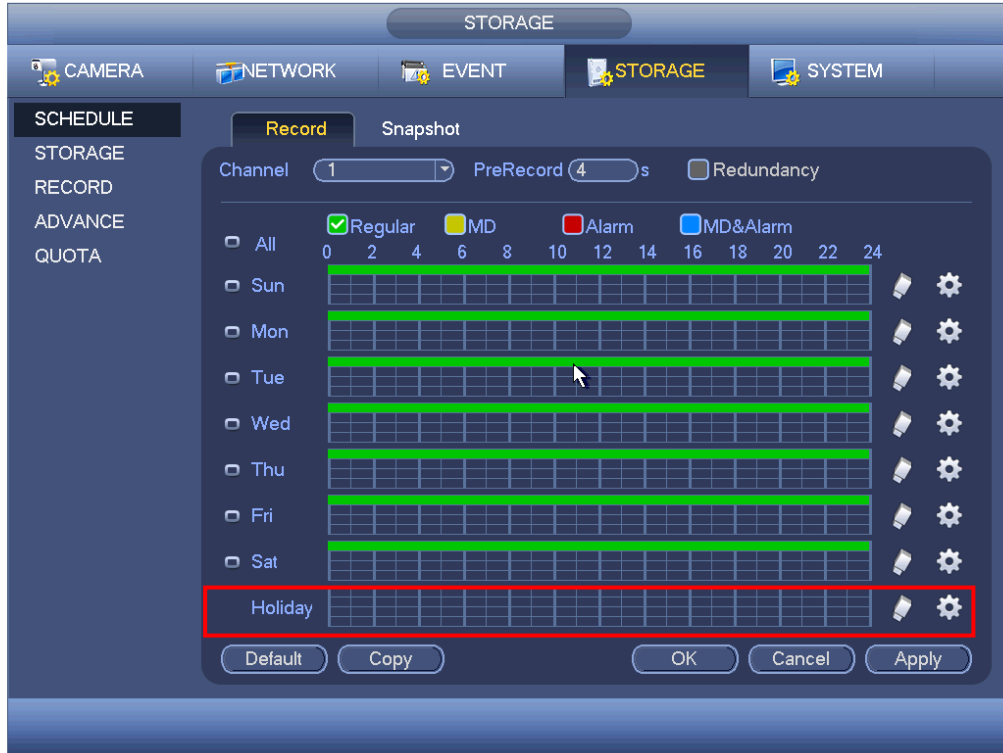 STORAGE
CAMERA NETWORK EVENT STORAGE SYSTEM
SCHEDULE
STORAGE
RECORD
ADVANCE
QUOTA
Record Snapshot
Channel 1 PreRecord 4 s Redundancy
Regular MD Alarm MD&Alarm
All 0 2 4 6 8 10 12 14 16 18 20 22 24
Sun
Mon
Tue
Wed
Thu
Fri
Sat
Holiday
Default Copy OK Cancel Apply